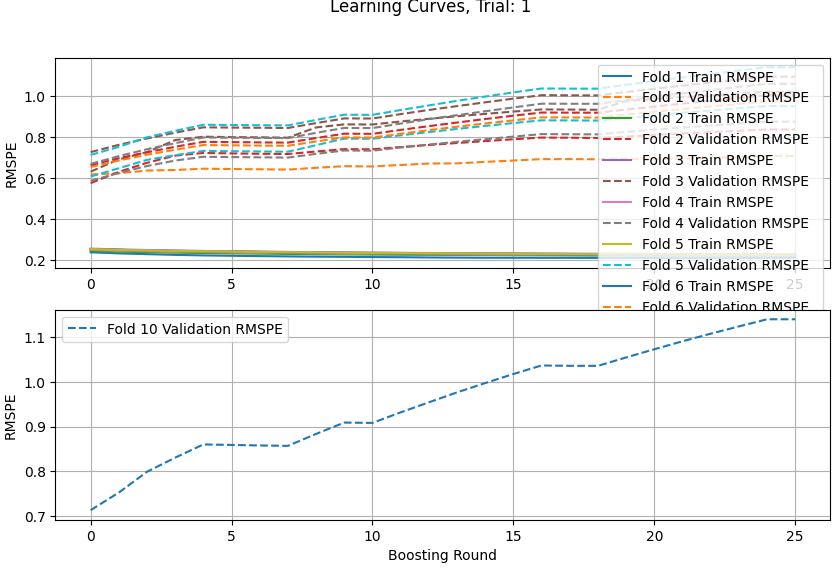 Learning Curves, Trial: 1
RMSPE
1.0
0.8
0.6
0.4
0.2
0
5
10
15
20
25
Fold 1 Train RMSPE
Fold 1 Validation RMSPE
Fold 2 Train RMSPE
Fold 2 Validation RMSPE
Fold 3 Train RMSPE
Fold 3 Validation RMSPE
Fold 4 Train RMSPE
Fold 4 Validation RMSPE
Fold 5 Train RMSPE
Fold 5 Validation RMSPE
Fold 6 Train RMSPE
Fold 6 Validation RMSPE
RMSPE
1.1
1.0
0.9
0.8
0.7
Fold 10 Validation RMSPE
0
5
10
15
20
25
Boosting Round